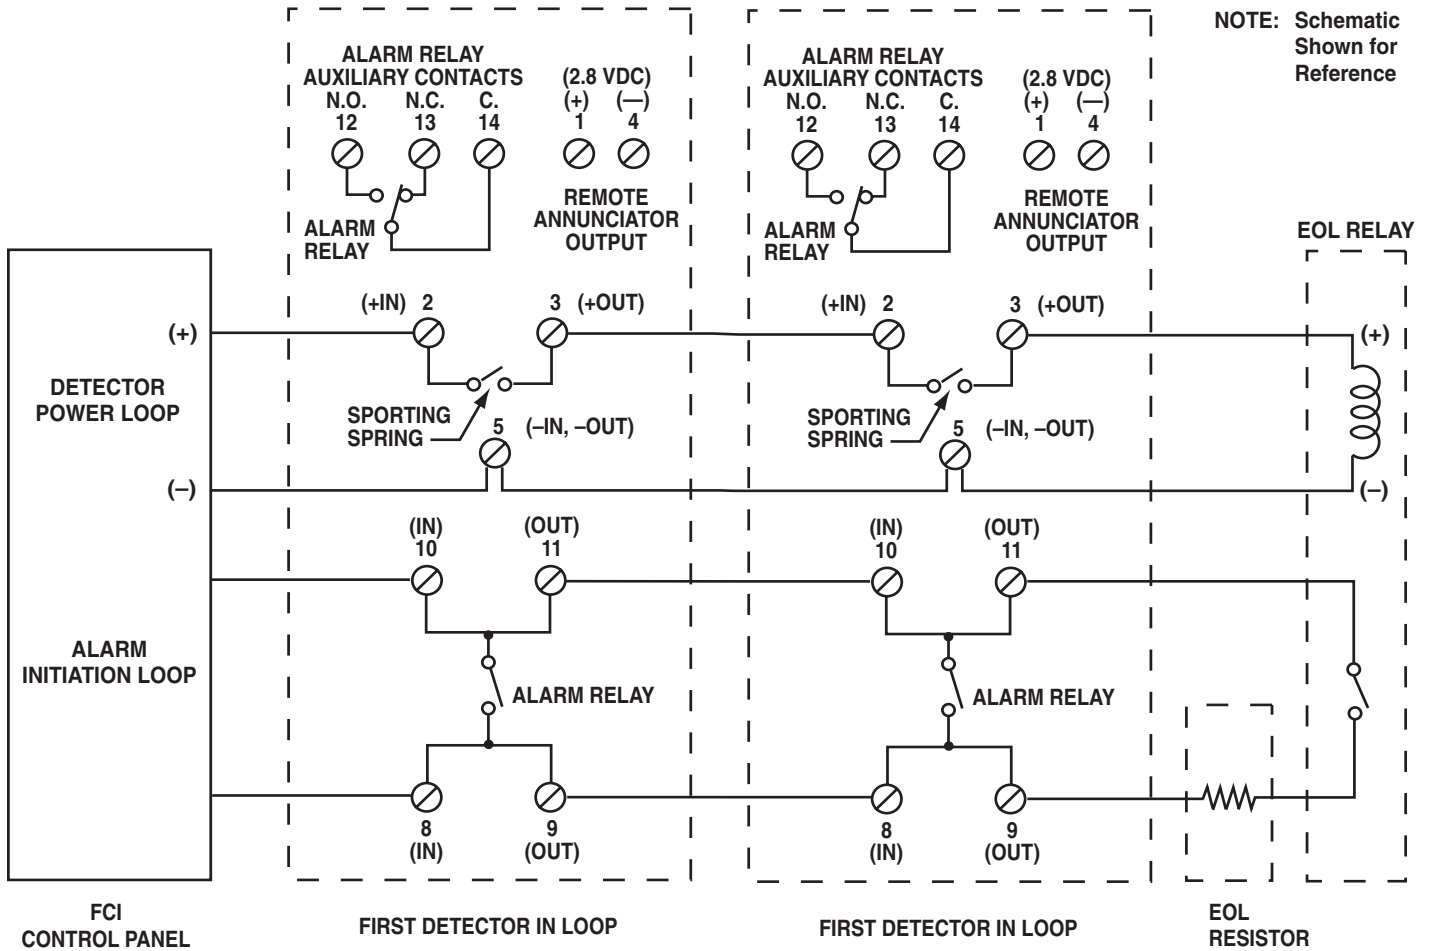 NOTE: Schematic
Shown for
Reference
ALARM RELAY
AUXILIARY CONTACTS
N.O. N.C. C.
12 13 14
(2.8 VDC)
(+) (—)
1 4
ALARM
RELAY
REMOTE
ANNUNCIATOR
OUTPUT
(+IN) 2
3 (+OUT)
SPORTING
SPRING
5 (–IN, –OUT)
(IN)
10
(OUT)
11
ALARM RELAY
8
(IN)
9
(OUT)
FIRST DETECTOR IN LOOP
ALARM RELAY
AUXILIARY CONTACTS
N.O. N.C. C.
12 13 14
(2.8 VDC)
(+) (—)
1 4
ALARM
RELAY
REMOTE
ANNUNCIATOR
OUTPUT
(+IN) 2
3 (+OUT)
SPORTING
SPRING
5 (–IN, –OUT)
(IN)
10
(OUT)
11
ALARM RELAY
8
(IN)
9
(OUT)
FIRST DETECTOR IN LOOP
(+)
DETECTOR
POWER LOOP
(–)
ALARM
INITIATION LOOP
FCI
CONTROL PANEL
EOL RELAY
(+)
(–)
EOL
RESISTOR